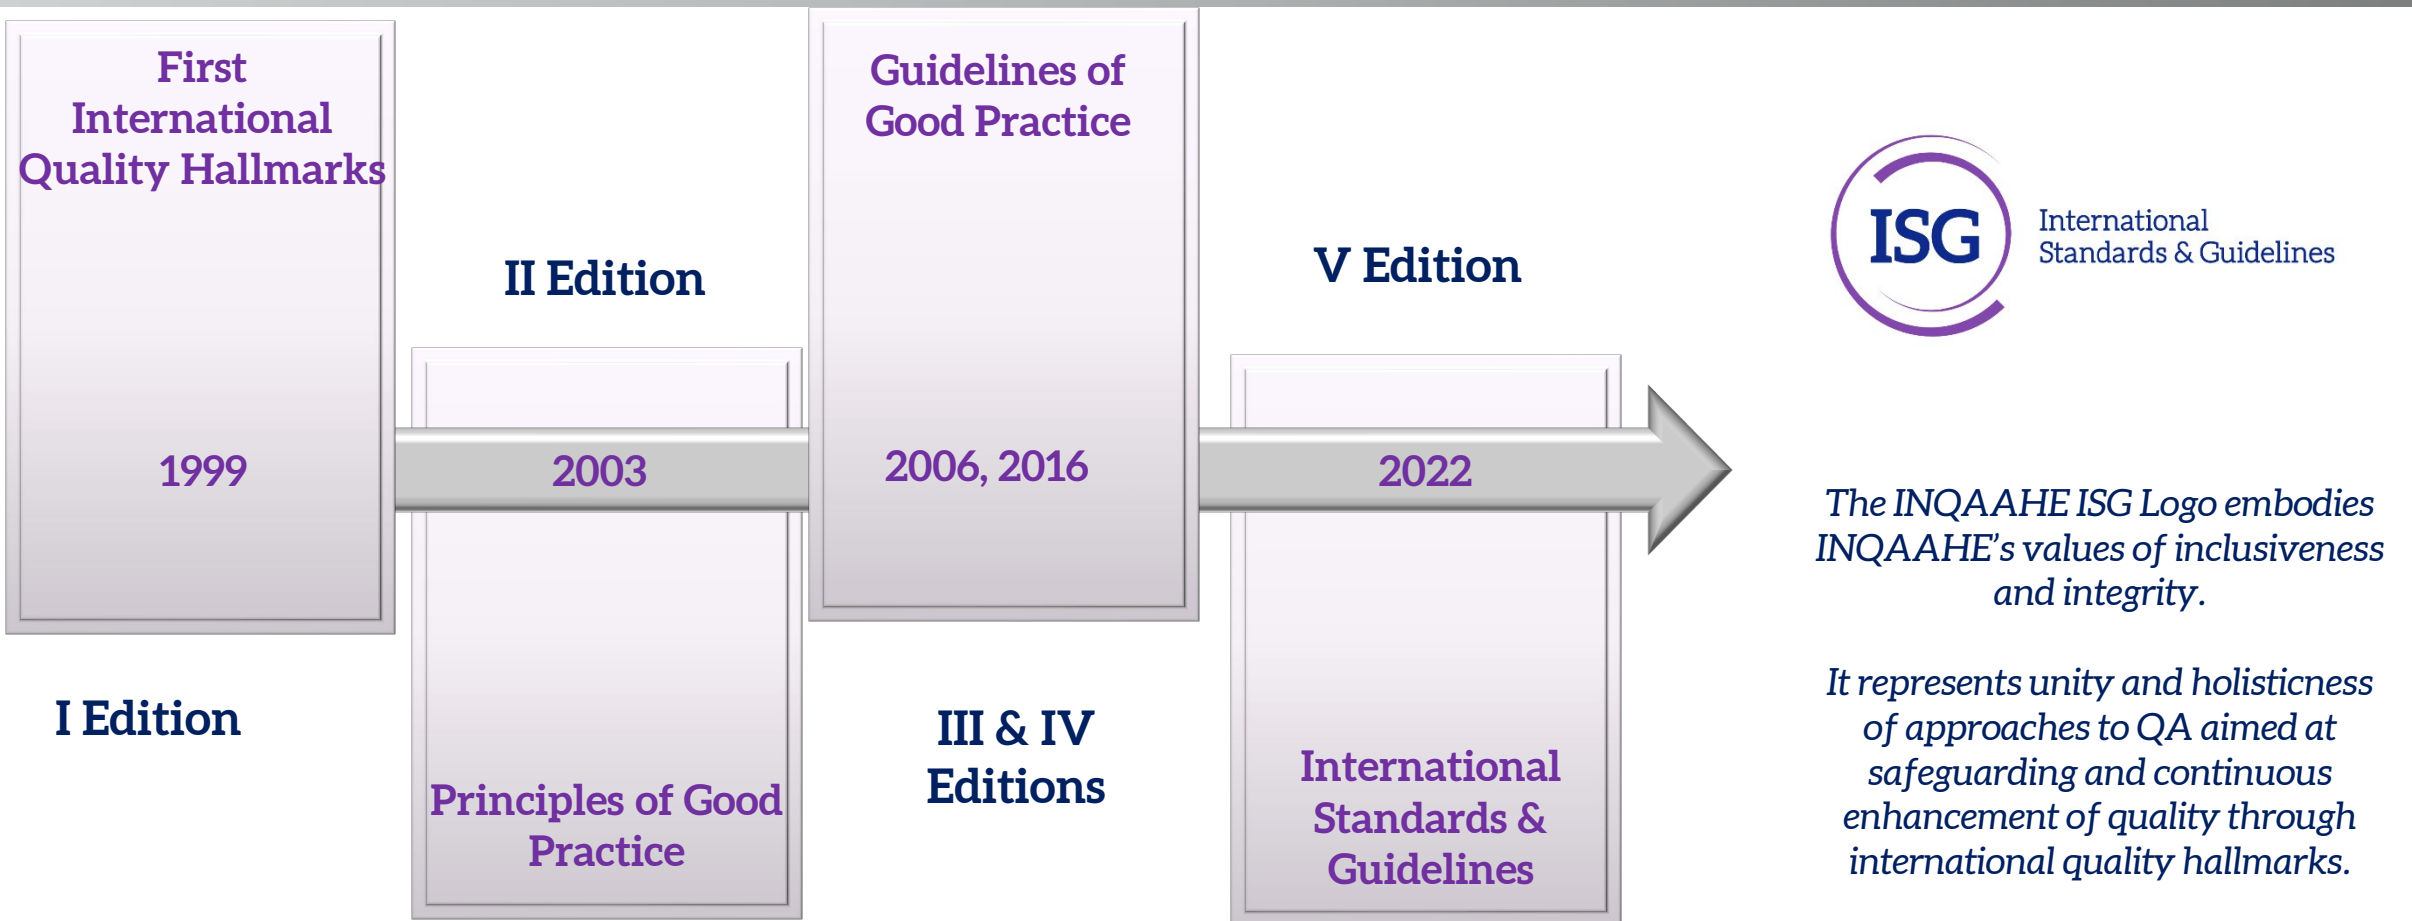 First
International
Quality Hallmarks
1999
I Edition
II Edition
2003
Principles of Good
Practice
Guidelines of
Good Practice
2006, 2016
III & IV
Editions
V Edition
2022
International
Standards &
Guidelines
ISG
International
Standards & Guidelines
The INQAAHE ISG Logo embodies
INQAAHE’s values of inclusiveness
and integrity.
It represents unity and holisticness
of approaches to QA aimed at
safeguarding and continuous
enhancement of quality through
international quality hallmarks.